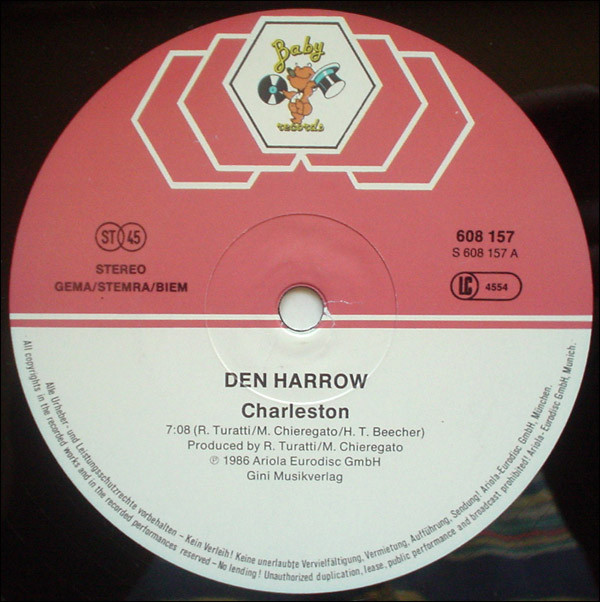 Baby
records
ST 45
STEREO
GEMA/STEMRA/BIEM
608 157
S 608 157 A
LC 4554
DEN HARROW
Charleston
7:08 (R. Turatti/M. Chieregato/H. T. Beecher)
Produced by R. Turatti/M. Chieregato
℗ 1986 Ariola Eurodisc GmbH
Gini Musikverlag
Alle Urheber- und Leistungsschutzrechte vorbehalten – Kein Verleih! Keine unerlaubte Vervielfältigung, Vermietung, Aufführung, Sendung! Ariola-Eurodisc GmbH, München.
All copyrights in the recorded works and in the recorded performances reserved – No lending! Unauthorized duplication, lease, public performance and broadcast prohibited! Ariola-Eurodisc GmbH, Munich.